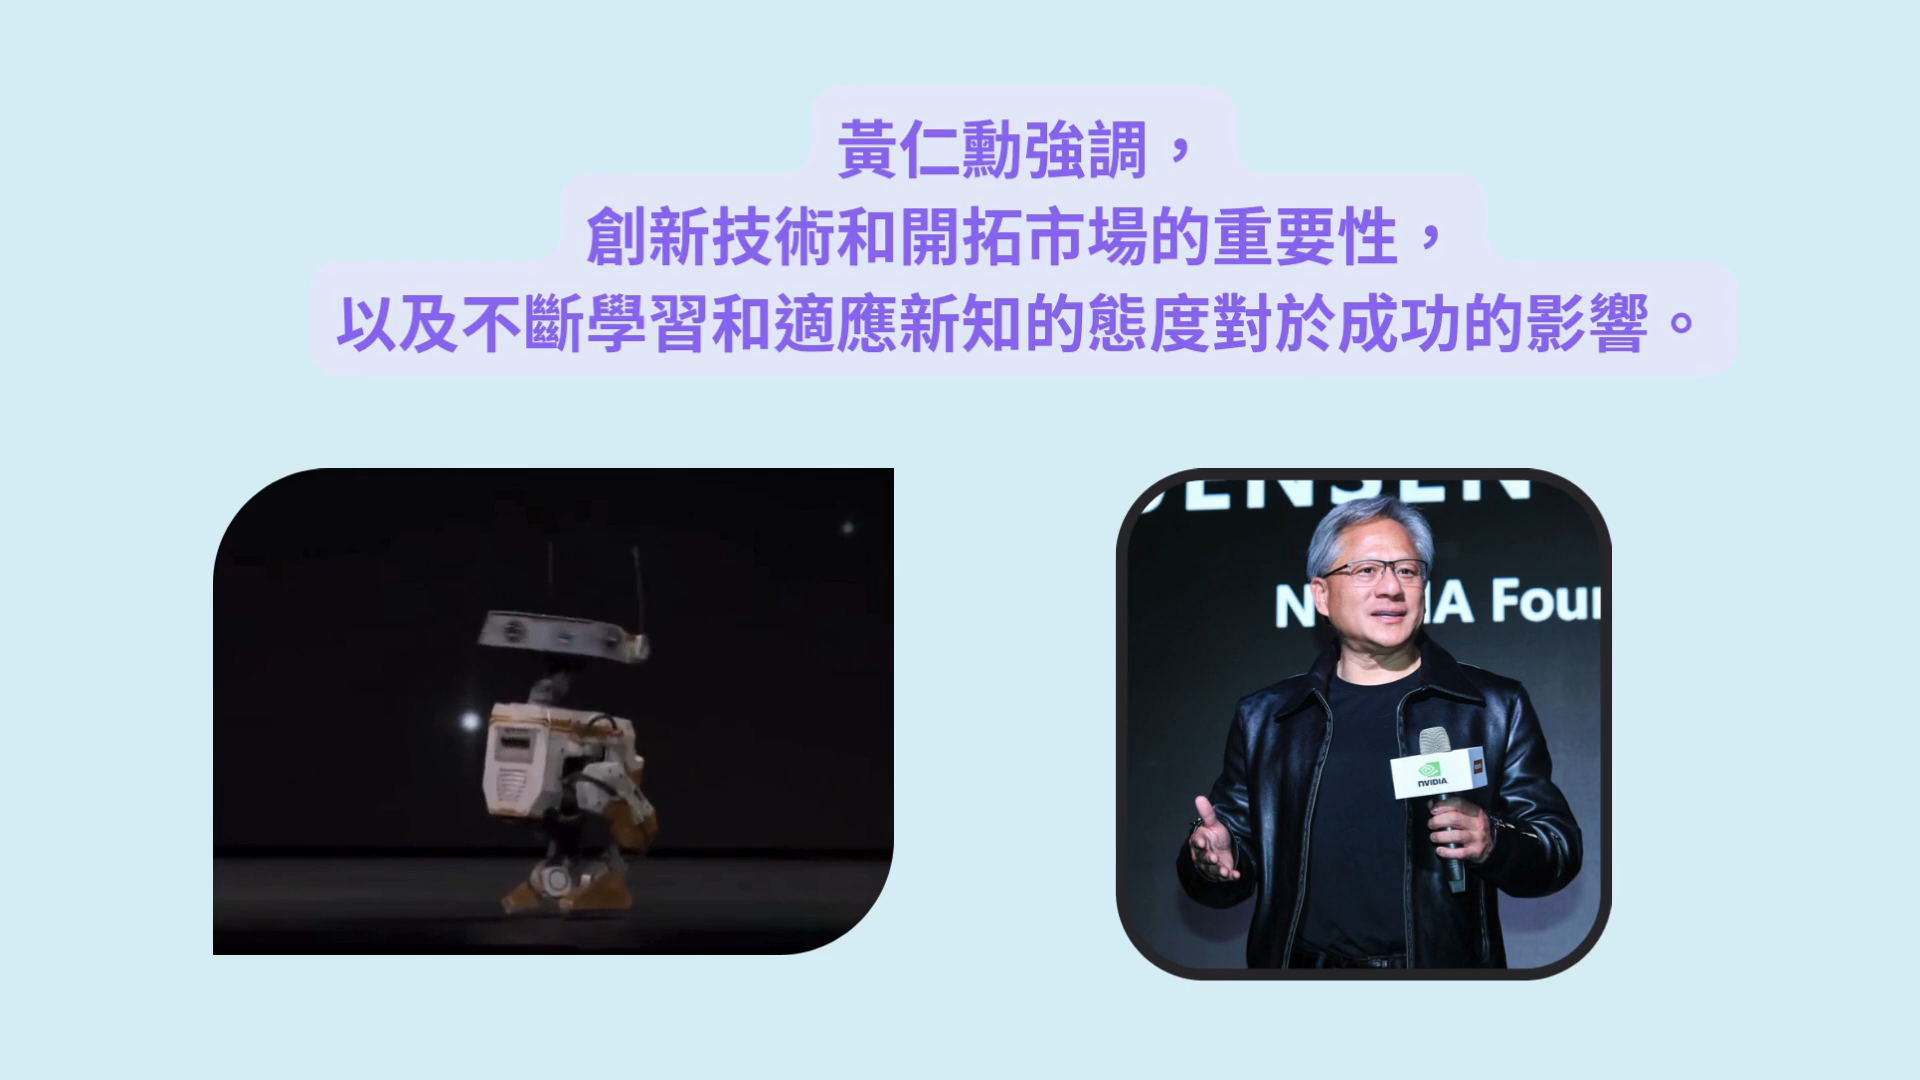 黃仁勳強調，
創新技術和開拓市場的重要性，
以及不斷學習和適應新知的態度對於成功的影響。
JENSEN
Foun
NVIDIA